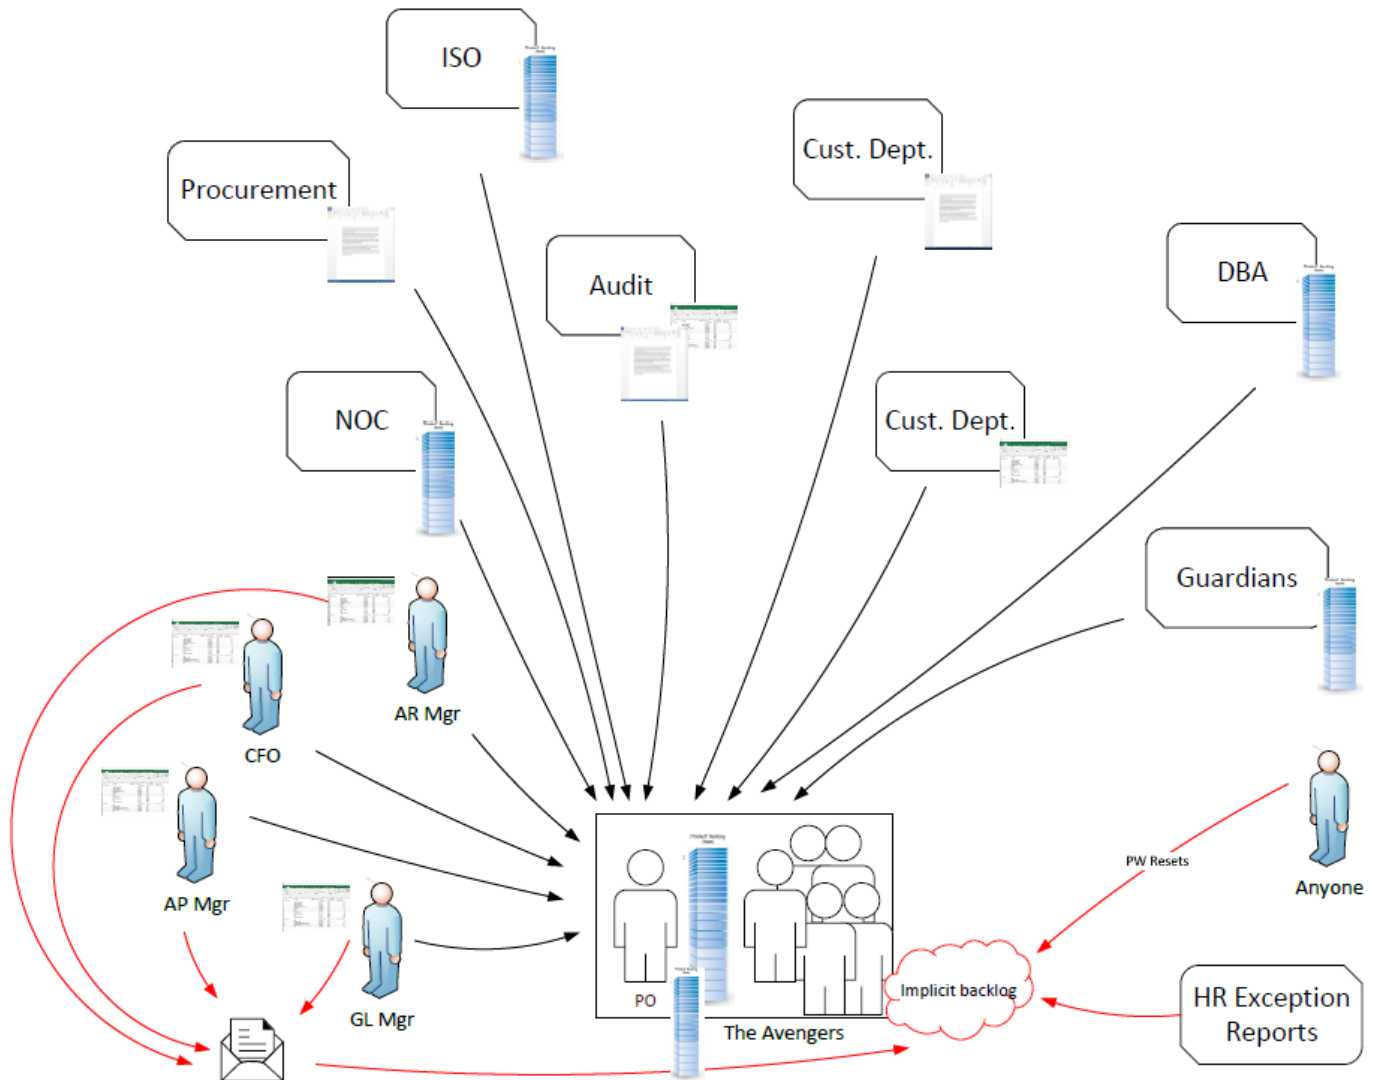 ISO
Cust. Dept.
Procurement
DBA
Audit
NOC
Cust. Dept.
Guardians
AR Mgr
CFO
PW Resets
AP Mgr
Anyone
GL Mgr
PO
Implicit backlog
The Avengers
HR Exception
Reports